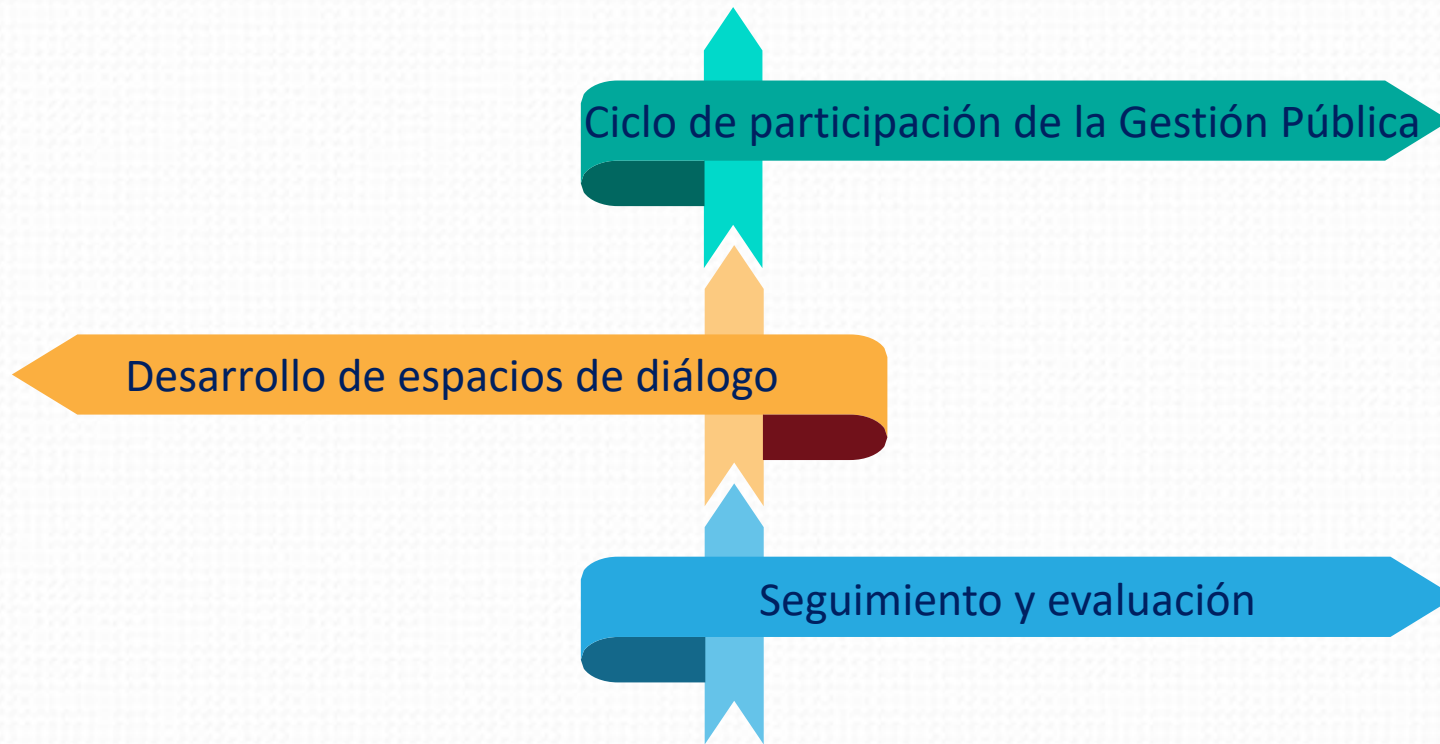 Ciclo de participación de la Gestión Pública
Desarrollo de espacios de diálogo
Seguimiento y evaluación